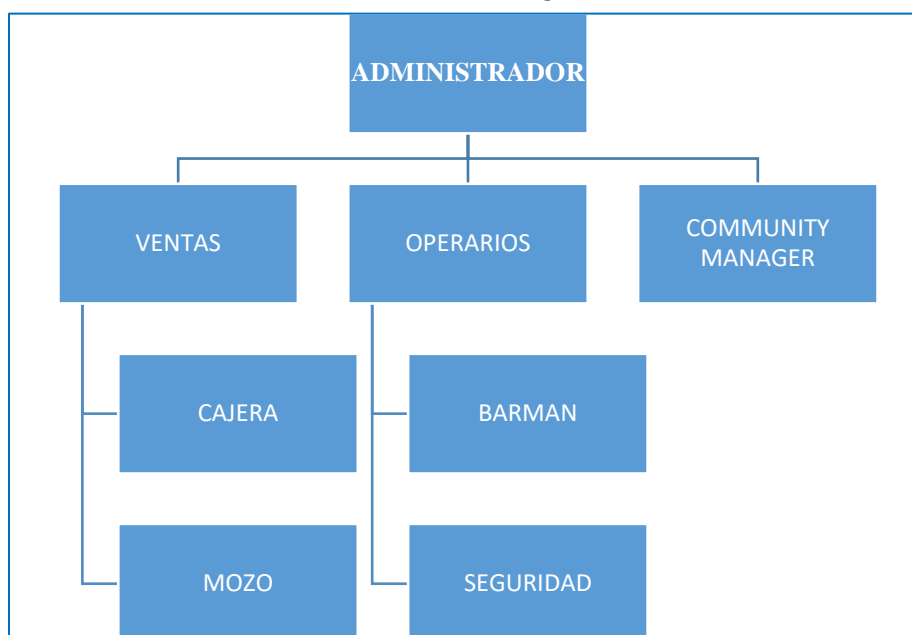 ADMINISTRADOR
VENTAS
OPERARIOS
COMMUNITY
MANAGER
CAJERA
BARMAN
MOZO
SEGURIDAD